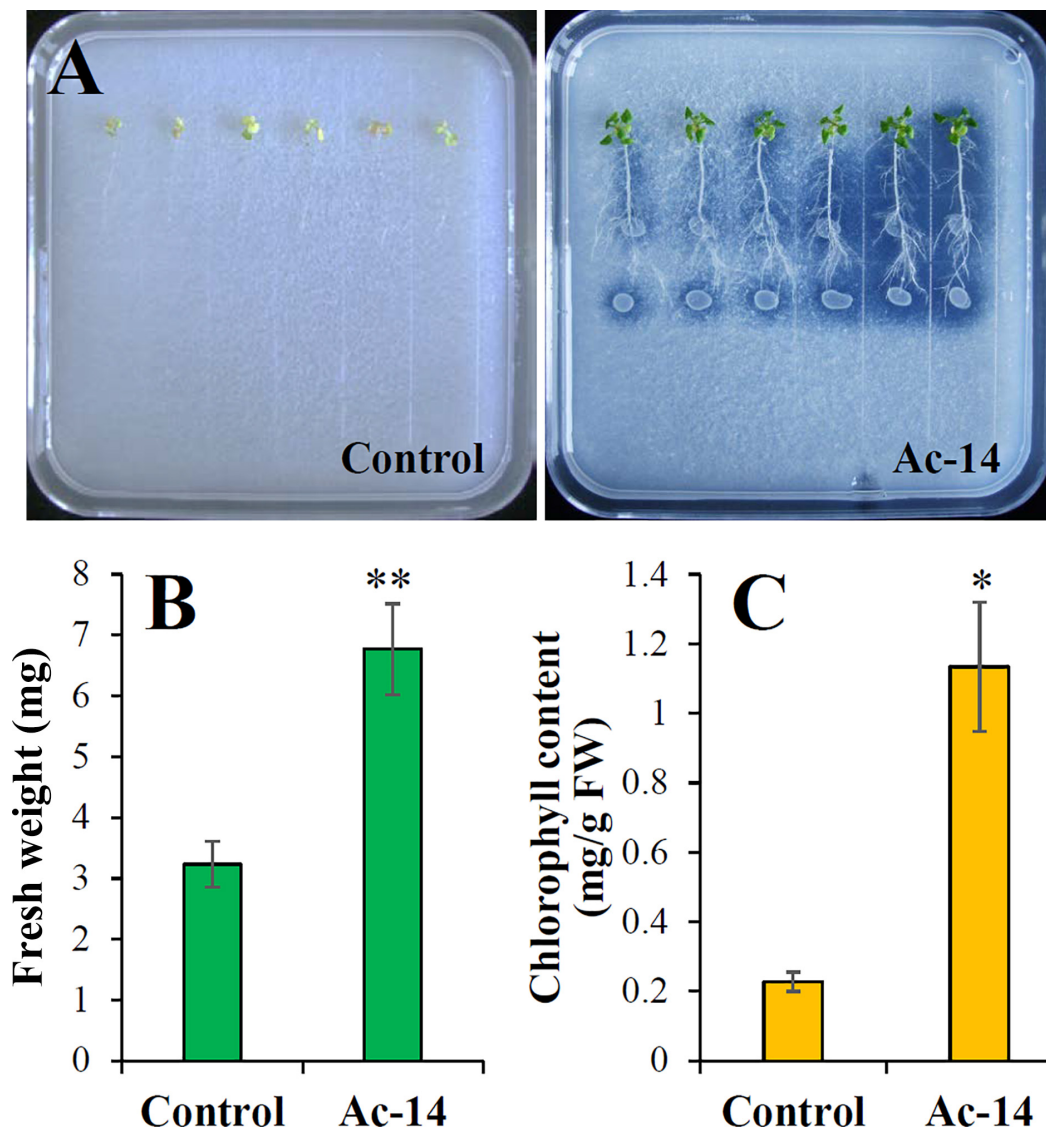 A
Control
Ac-14
B
**
Fresh weight (mg)
8
7
6
5
4
3
2
1
0
Control
Ac-14
C
*
Chlorophyll content
(mg/g FW)
1.4
1.2
1
0.8
0.6
0.4
0.2
0
Control
Ac-14